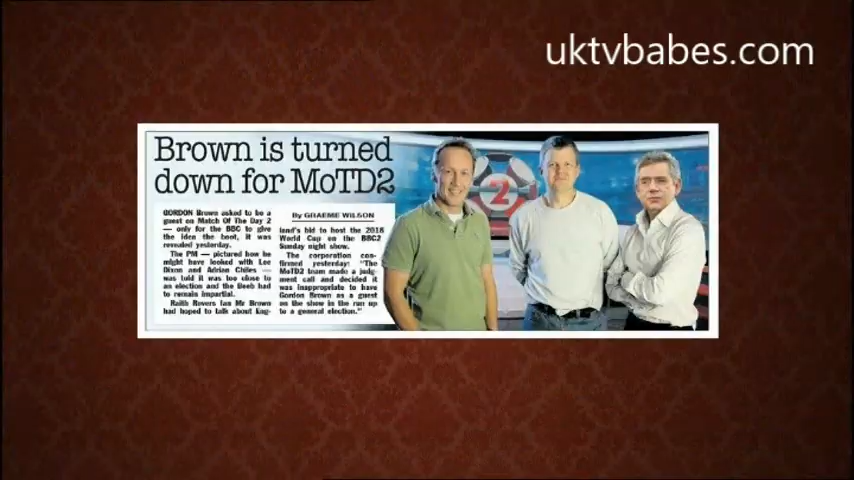 uktvbabes.com
Brown is turned
down for MoTD2
GORDON Brown asked to be a
guest on Match Of The Day 2
— only for the BBC to give
the idea the boot, it was
revealed yesterday.
The PM — pictured how he
might have looked with Lee
Dixon and Adrian Chiles —
was told it was too close to
an election and the Beeb had
to remain impartial.
Raith Rovers fan Mr Brown
had hoped to talk about Eng-
By GRAEME WILSON
land's bid to host the 2018
World Cup on the BBC2
Sunday night show.
The corporation con-
firmed yesterday: "The
MoTD2 team made a judg-
ment call and decided it
was inappropriate to have
Gordon Brown as a guest
on the show in the run up
to a general election."
2